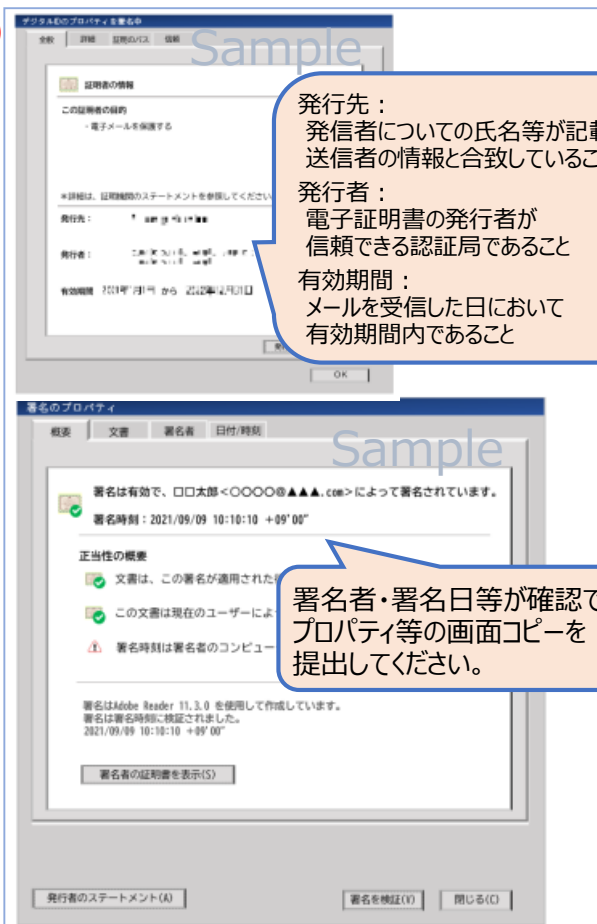 デジタルIDのプロパティを署名中
全般 詳細 証明のパス 信頼
Sample
証明書の情報
この証明書の目的
・電子メールを保護する
*詳細は、証明機関のステートメントを参照してください
発行先：
発行者：
有効期間 から
OK
発行先：
発信者についての氏名等が記載
送信者の情報と合致しているこ
発行者：
電子証明書の発行者が
信頼できる認証局であること
有効期間：
メールを受信した日において
有効期間内であること
署名のプロパティ
概要 文書 署名者 日付/時刻
Sample
署名は有効で、□□太郎<○○○○@▲▲▲.com>によって署名されています。
署名時刻：2021/09/09 10:10:10 +09'00"
正当性の概要
文書は、この署名が適用された
この文書は現在のユーザーによ
署名時刻は署名者のコンピュー
署名者・署名日等が確認で
プロパティ等の画面コピーを
提出してください。
署名はAdobe Reader 11.3.0 を使用して作成しています。
署名は署名時刻に検証されました。
2021/09/09 10:10:10 +09'00"
署名者の証明書を表示(S)
発行者のステートメント(A) 署名を検証(V) 閉じる(C)